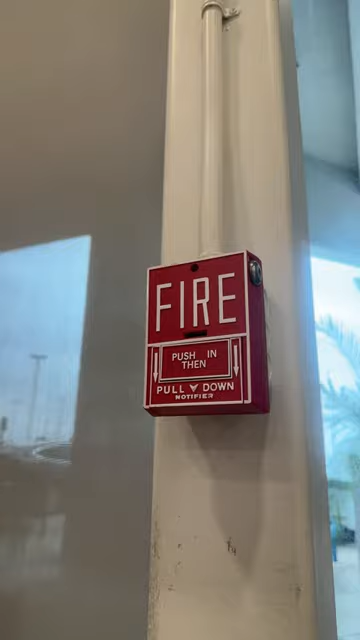 FIRE
PUSH IN
THEN
PULL DOWN
NOTIFIER